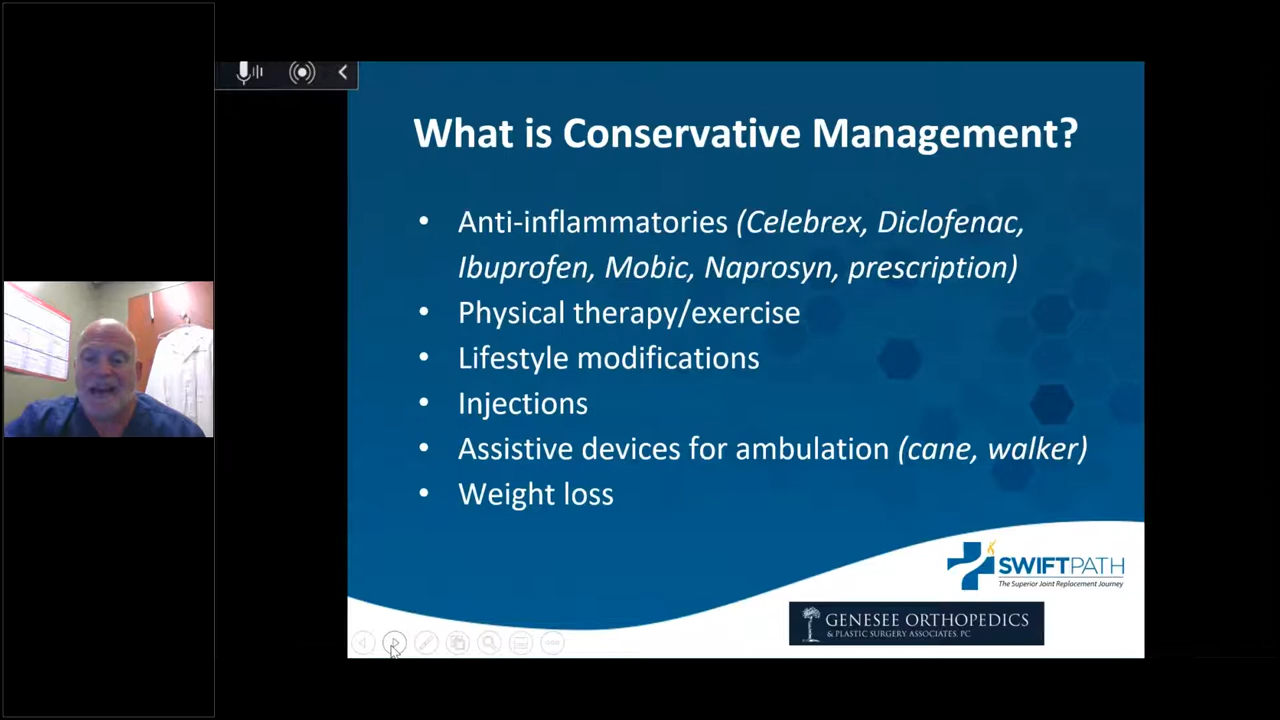 What is Conservative Management?
• Anti-inflammatories (Celebrex, Diclofenac,
Ibuprofen, Mobic, Naprosyn, prescription)
• Physical therapy/exercise
• Lifestyle modifications
• Injections
• Assistive devices for ambulation (cane, walker)
• Weight loss
SWIFTPATH
The Superior Joint Replacement Journey
GENESEE ORTHOPEDICS
& PLASTIC SURGERY ASSOCIATES, PC